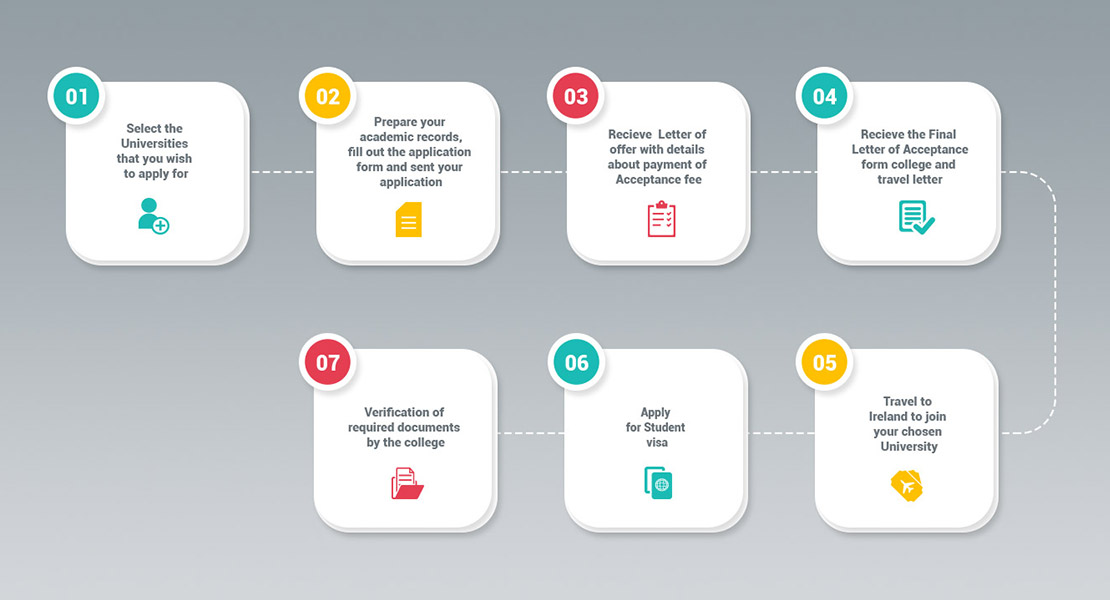 01
Select the
Universities
that you wish
to apply for
02
Prepare your
academic records,
fill out the application
form and sent your
application
03
Recieve Letter of
offer with details
about payment of
Acceptance fee
04
Recieve the Final
Letter of Acceptance
form college and
travel letter
05
Travel to
Ireland to join
your chosen
University
06
Apply
for Student
visa
07
Verification of
required documents
by the college